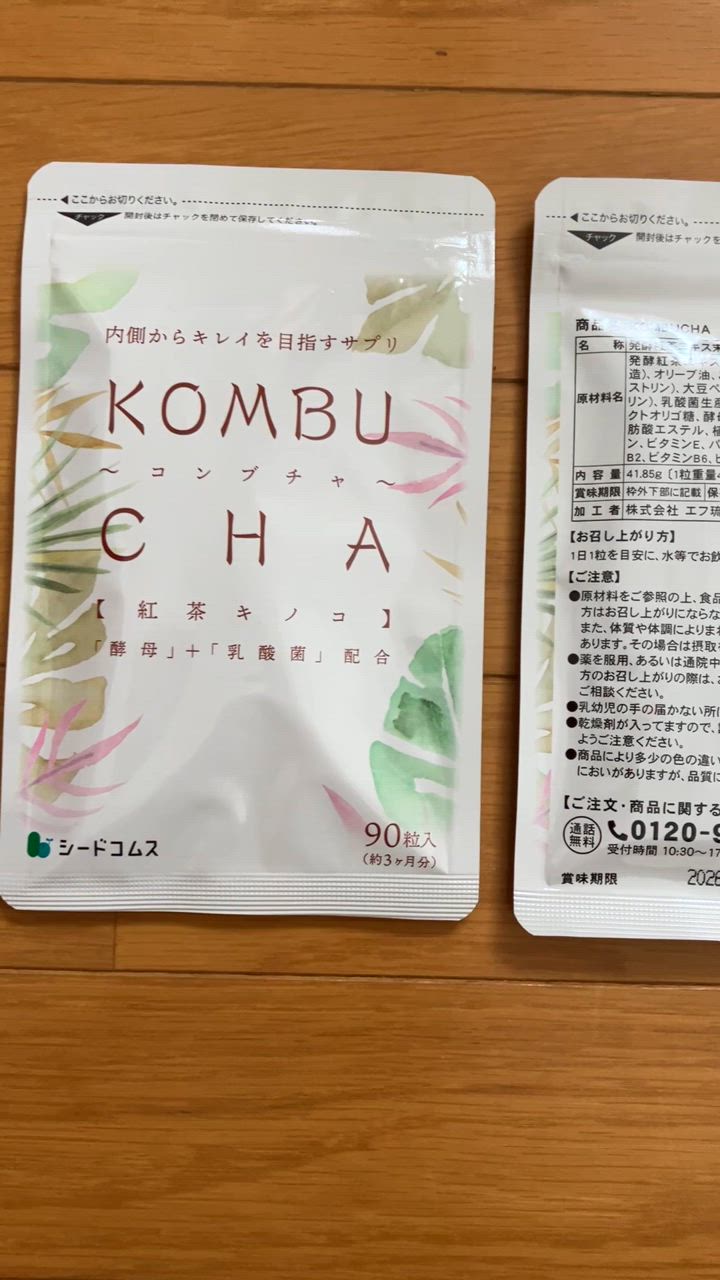 ここからお切りください。
チャック 開封後はチャックを閉めて保存してください。
内側からキレイを目指すサプリ
KOMBU
～コンブチャ～
CHA
【紅茶キノコ】
「酵母」+「乳酸菌」配合
シードコムス
90粒入
(約3ヶ月分)
ここからお切りください。
チャック 開封後はチャックを
商品
名称 発酵
発酵紅茶
造)、オリーブ油、
ストリン)、大豆ペ
原材料名 リン)、乳酸菌生産
クトオリゴ糖、酵母
肪酸エステル、植
ン、ビタミンE、パ
B2、ビタミンB6、
内容量 41.85g〔1粒重量4
賞味期限 枠外下部に記載 保
加工者 株式会社 エフ琉
【お召し上がり方】
1日1粒を目安に、水等でお飲
【ご注意】
●原材料をご参照の上、食品
方はお召し上がりにならな
また、体質や体調によりまれ
あります。その場合は摂取を
●薬を服用、あるいは通院中
方のお召し上がりの際は、
ご相談ください。
●乳幼児の手の届かない所に
●乾燥剤が入ってますので、
ようご注意ください。
●商品により多少の色の違い
においがありますが、品質に
【ご注文・商品に関する
通話無料 0120-9
受付時間 10:30～17
賞味期限 2026